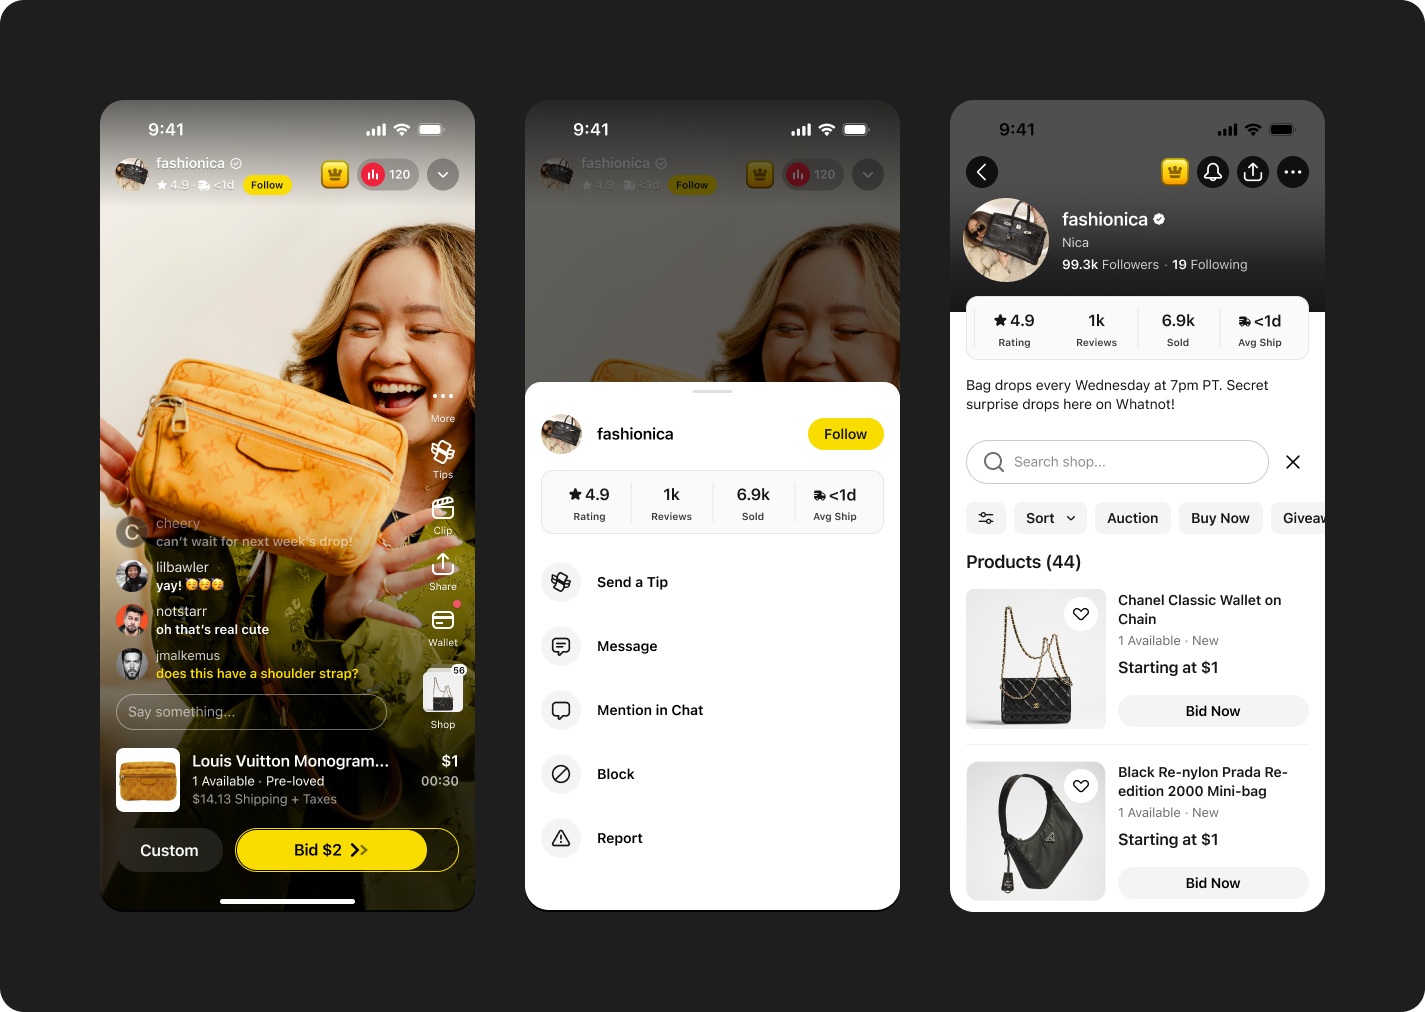 9:41
fashionica
4.9 · <1d
Follow
120
More
Tips
Clip
Share
Wallet
56
Shop
C
cheery
can't wait for next week's drop!
lilbawler
yay! 🥳🥳🥳
notstarr
oh that's real cute
jmalkemus
does this have a shoulder strap?
Say something...
Louis Vuitton Monogram...
$1
1 Available · Pre-loved
00:30
$14.13 Shipping + Taxes
Custom
Bid $2
9:41
fashionica
4.9 · <1d
Follow
120
fashionica
Follow
4.9
Rating
1k
Reviews
6.9k
Sold
<1d
Avg Ship
Send a Tip
Message
Mention in Chat
Block
Report
9:41
fashionica
Nica
99.3k Followers · 19 Following
4.9
Rating
1k
Reviews
6.9k
Sold
<1d
Avg Ship
Bag drops every Wednesday at 7pm PT. Secret
surprise drops here on Whatnot!
Search shop...
Sort
Auction
Buy Now
Giveaw
Products (44)
Chanel Classic Wallet on
Chain
1 Available · New
Starting at $1
Bid Now
Black Re-nylon Prada Re-
edition 2000 Mini-bag
1 Available · New
Starting at $1
Bid Now